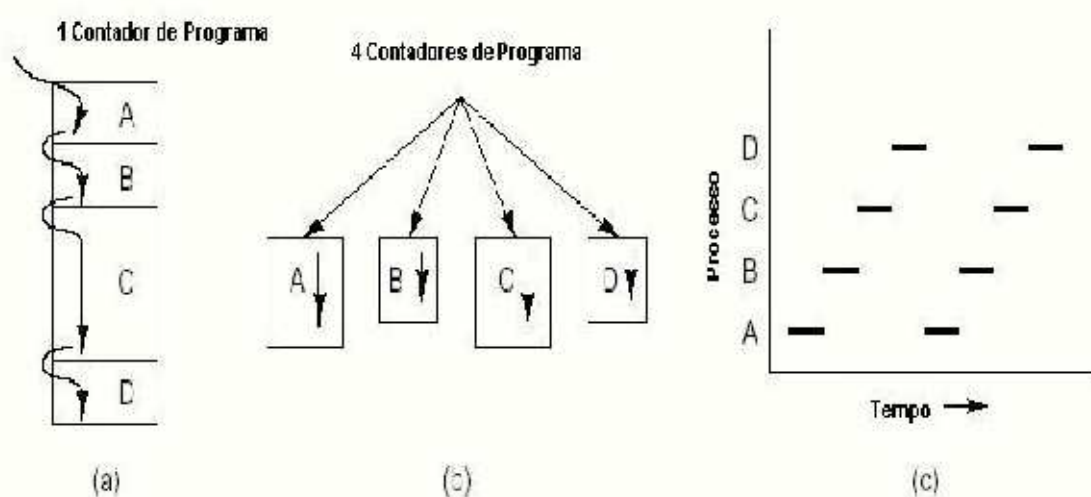 1 Contador de Programa
A
B
C
D
(a)
4 Contadores de Programa
A
B
C
D
(b)
Processo
D
C
B
A
Tempo
(c)